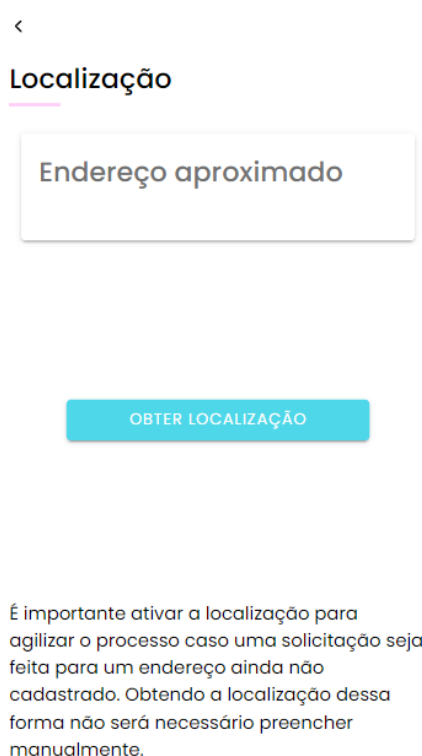 Localização
Endereço aproximado
OBTER LOCALIZAÇÃO
É importante ativar a localização para
agilizar o processo caso uma solicitação seja
feita para um endereço ainda não
cadastrado. Obtendo a localização dessa
forma não será necessário preencher
manualmente.